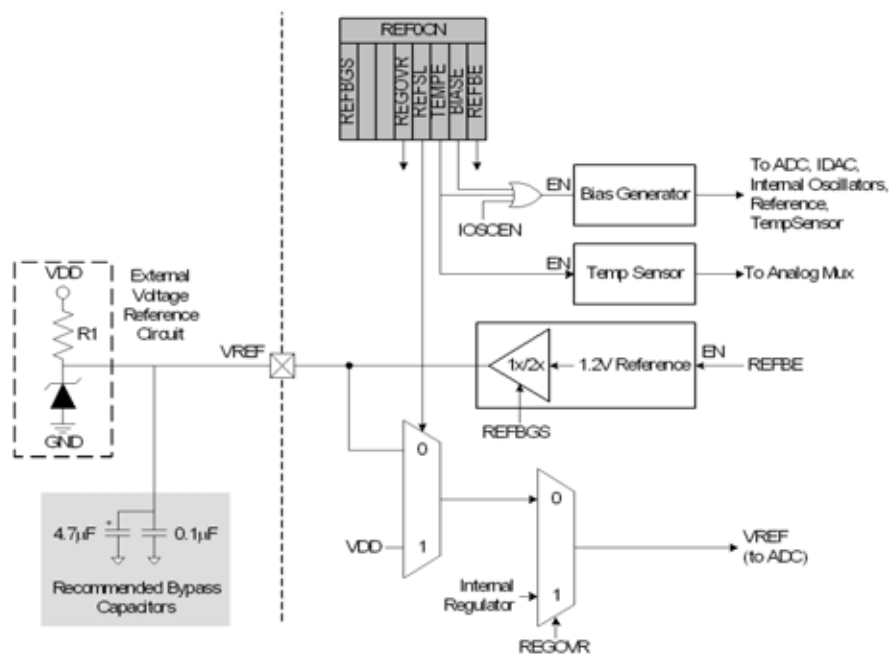 REF0CN
REFBGS
REGOVR
REFSL
TEMPE
BIASE
REFBE
EN
Bias Generator
To ADC, IDAC,
Internal Oscillators,
Reference,
TempSensor
IOSCEN
EN
Temp Sensor
To Analog Mux
VDD
R1
GND
External
Voltage
Reference
Circuit
VREF
1x/2x
1.2V Reference
EN
REFBE
REFBGS
0
1
VDD
0
1
Internal
Regulator
REGOVR
VREF
(to ADC)
4.7μF
+
0.1μF
Recommended Bypass
Capacitors